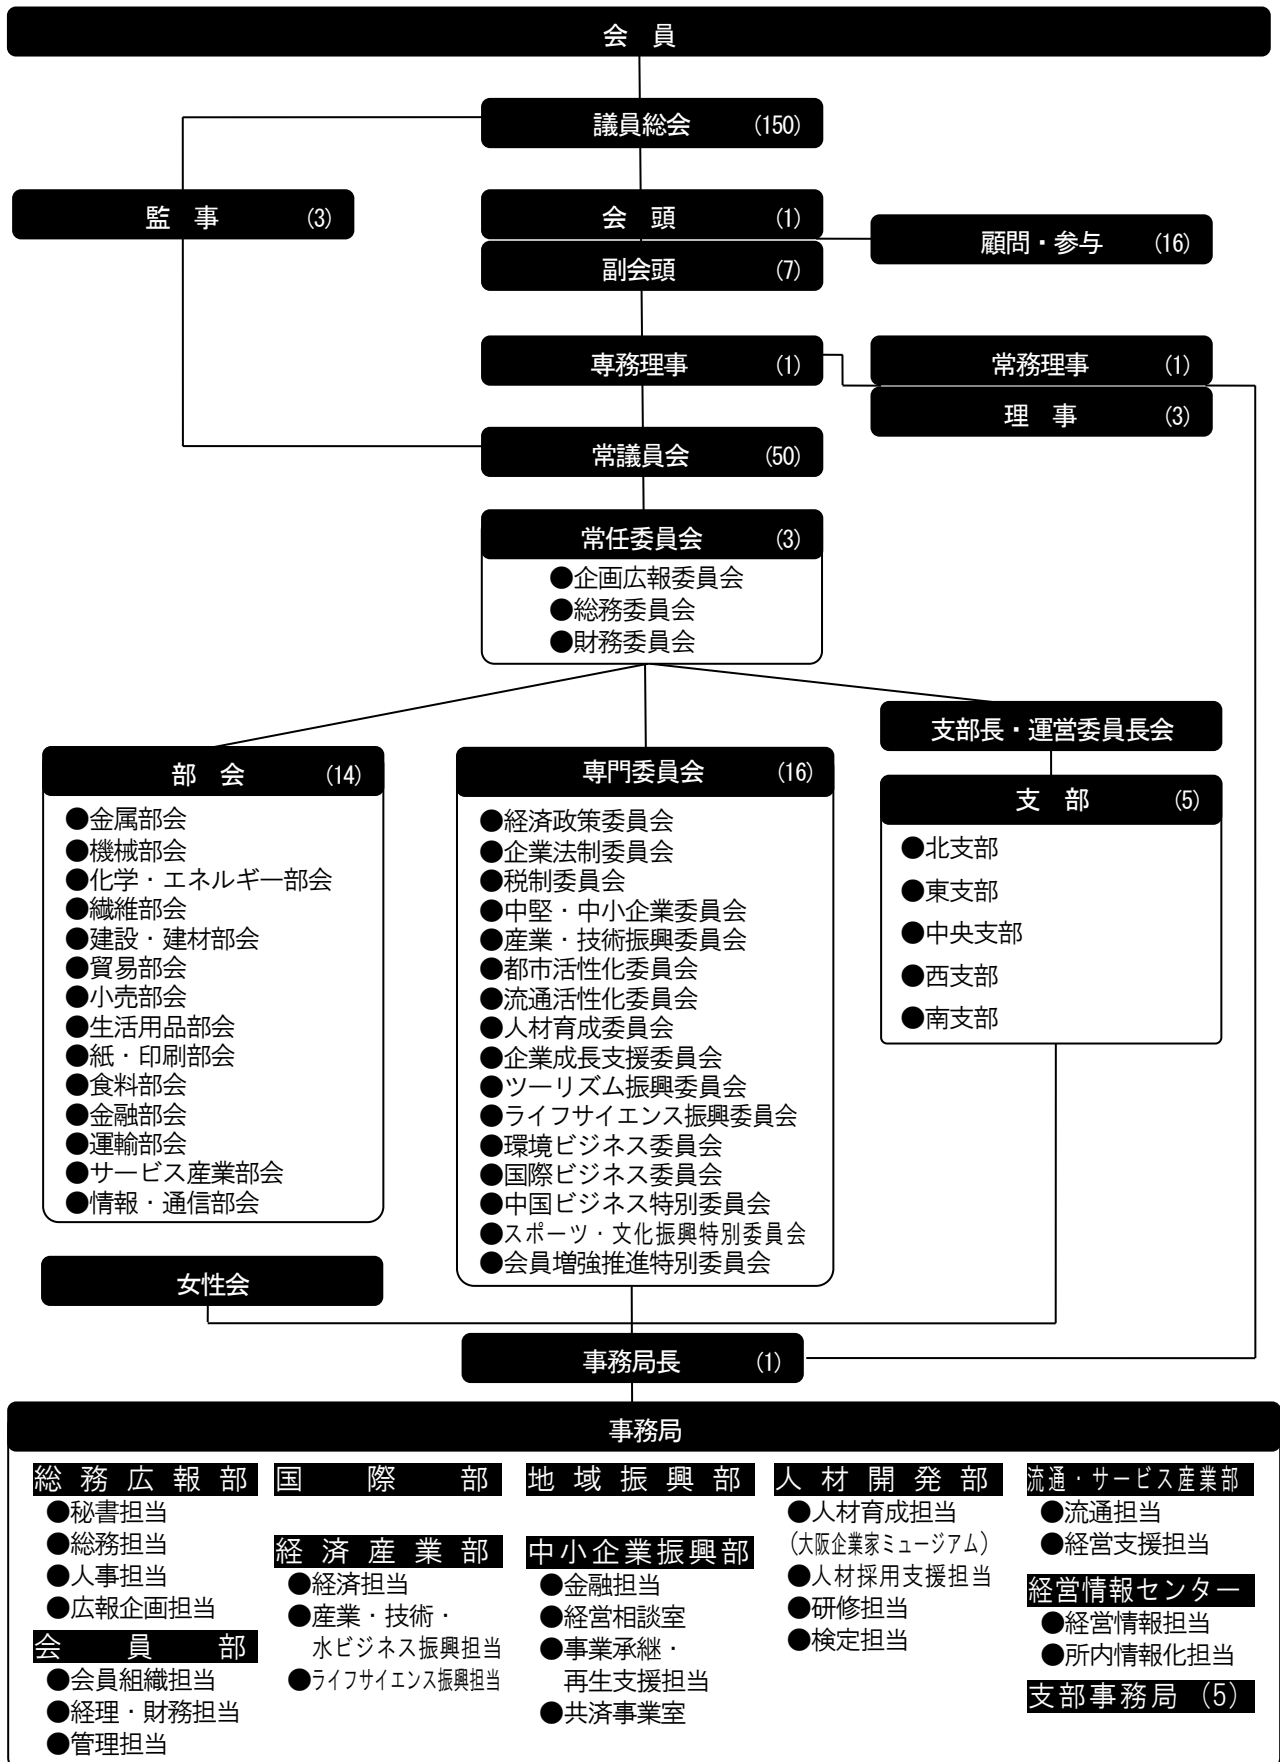 会　員
議員総会　(150)
監　事　(3)
会　頭　(1)
副会頭　(7)
顧問・参与　(16)
専務理事　(1)
常務理事　(1)
理　事　(3)
常議員会　(50)
常任委員会　(3)
●企画広報委員会
●総務委員会
●財務委員会
部　会　(14)
●金属部会
●機械部会
●化学・エネルギー部会
●繊維部会
●建設・建材部会
●貿易部会
●小売部会
●生活用品部会
●紙・印刷部会
●食料部会
●金融部会
●運輸部会
●サービス産業部会
●情報・通信部会
専門委員会　(16)
●経済政策委員会
●企業法制委員会
●税制委員会
●中堅・中小企業委員会
●産業・技術振興委員会
●都市活性化委員会
●流通活性化委員会
●人材育成委員会
●企業成長支援委員会
●ツーリズム振興委員会
●ライフサイエンス振興委員会
●環境ビジネス委員会
●国際ビジネス委員会
●中国ビジネス特別委員会
●スポーツ・文化振興特別委員会
●会員増強推進特別委員会
支部長・運営委員長会
支　部　(5)
●北支部
●東支部
●中央支部
●西支部
●南支部
女性会
事務局長　(1)
事務局
総務広報部
●秘書担当
●総務担当
●人事担当
●広報企画担当
会員部
●会員組織担当
●経理・財務担当
●管理担当
国際部
経済産業部
●経済担当
●産業・技術・
水ビジネス振興担当
●ライフサイエンス振興担当
地域振興部
中小企業振興部
●金融担当
●経営相談室
●事業承継・
再生支援担当
●共済事業室
人材開発部
●人材育成担当
(大阪企業家ミュージアム)
●人材採用支援担当
●研修担当
●検定担当
流通・サービス産業部
●流通担当
●経営支援担当
経営情報センター
●経営情報担当
●所内情報化担当
支部事務局 (5)